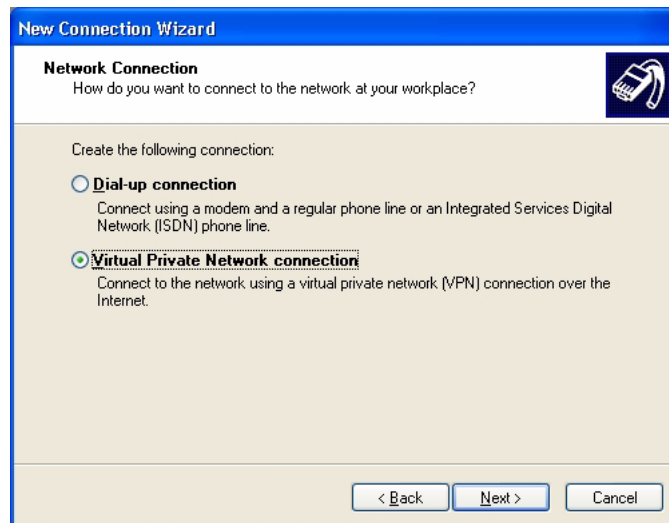 New Connection Wizard
Network Connection
How do you want to connect to the network at your workplace?
Create the following connection:
Dial-up connection
Connect using a modem and a regular phone line or an Integrated Services Digital
Network (ISDN) phone line.
Virtual Private Network connection
Connect to the network using a virtual private network (VPN) connection over the
Internet.
< Back Next > Cancel